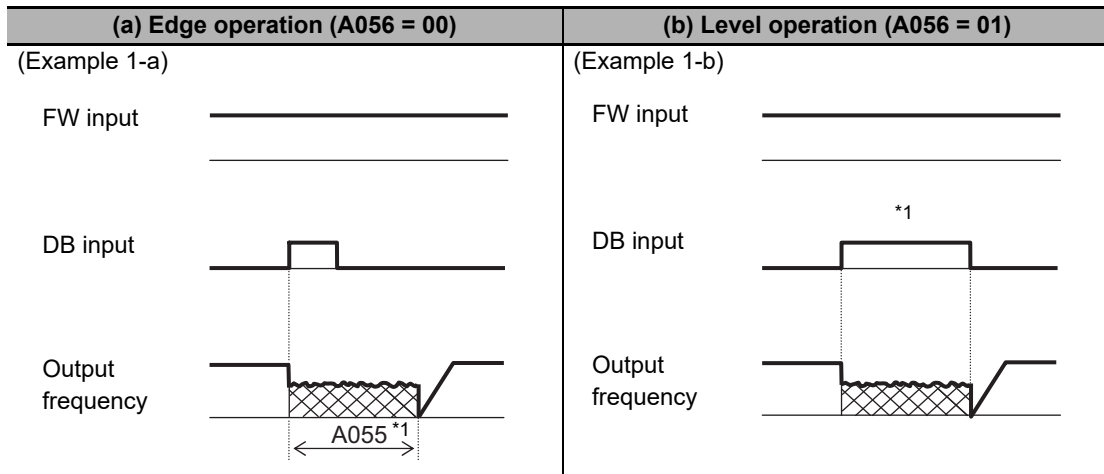 (a) Edge operation (A056 = 00)
(b) Level operation (A056 = 01)
(Example 1-a)
FW input
DB input
Output
frequency
A055 *1
(Example 1-b)
FW input
*1
DB input
Output
frequency